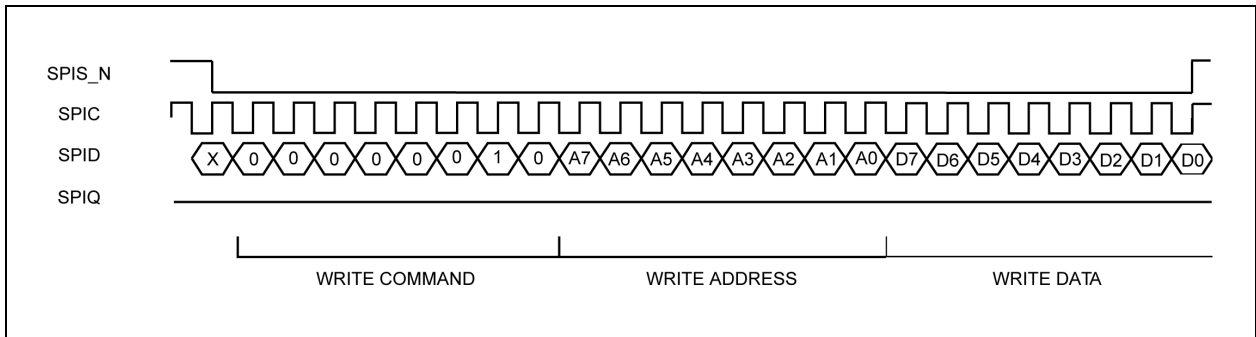 SPIS_N
SPIC
SPID X 0 0 0 0 0 0 1 0 A7 A6 A5 A4 A3 A2 A1 A0 D7 D6 D5 D4 D3 D2 D1 D0
SPIQ
WRITE COMMAND WRITE ADDRESS WRITE DATA